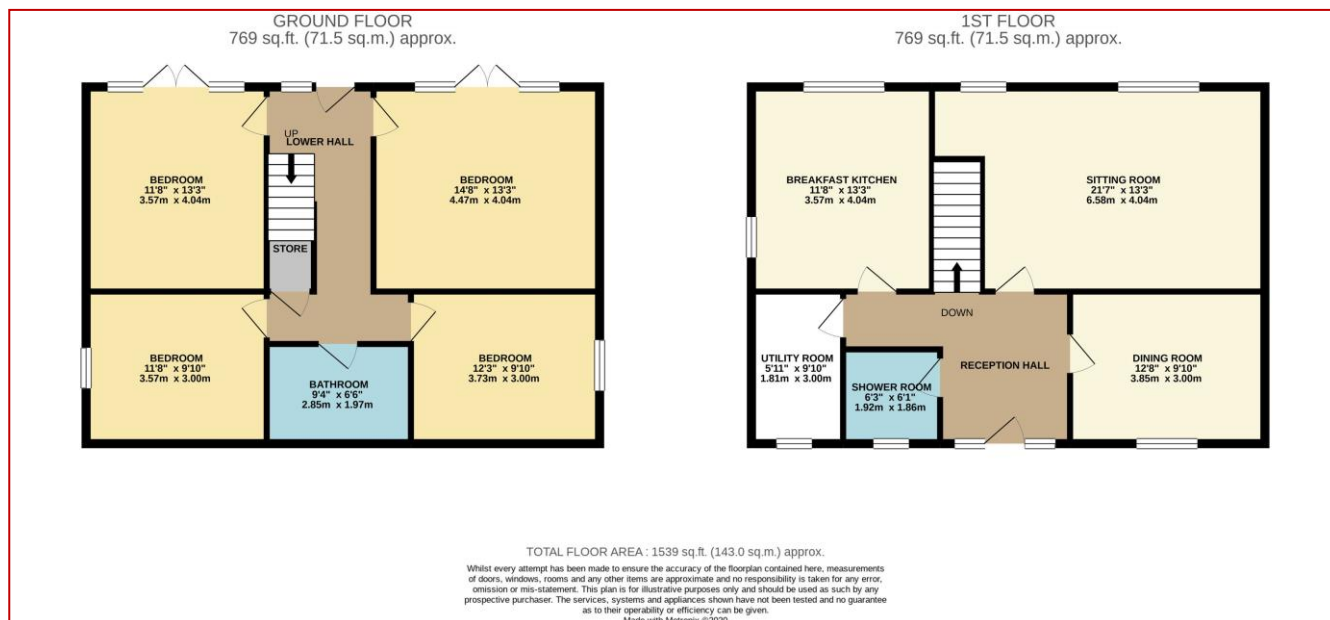 GROUND FLOOR
769 sq.ft. (71.5 sq.m.) approx.
BEDROOM
11'8" x 13'3"
3.57m x 4.04m
UP
LOWER HALL
BEDROOM
14'8" x 13'3"
4.47m x 4.04m
STORE
BEDROOM
11'8" x 9'10"
3.57m x 3.00m
BATHROOM
9'4" x 6'6"
2.85m x 1.97m
BEDROOM
12'3" x 9'10"
3.73m x 3.00m
1ST FLOOR
769 sq.ft. (71.5 sq.m.) approx.
BREAKFAST KITCHEN
11'8" x 13'3"
3.57m x 4.04m
SITTING ROOM
21'7" x 13'3"
6.58m x 4.04m
DOWN
UTILITY ROOM
5'11" x 9'10"
1.81m x 3.00m
SHOWER ROOM
6'3" x 6'1"
1.92m x 1.86m
RECEPTION HALL
DINING ROOM
12'8" x 9'10"
3.85m x 3.00m
TOTAL FLOOR AREA : 1539 sq.ft. (143.0 sq.m.) approx.
Whilst every attempt has been made to ensure the accuracy of the floorplan contained here, measurements
of doors, windows, rooms and any other items are approximate and no responsibility is taken for any error,
omission or mis-statement. This plan is for illustrative purposes only and should be used as such by any
prospective purchaser. The services, systems and appliances shown have not been tested and no guarantee
as to their operability or efficiency can be given.
Made with Metropix ©2020